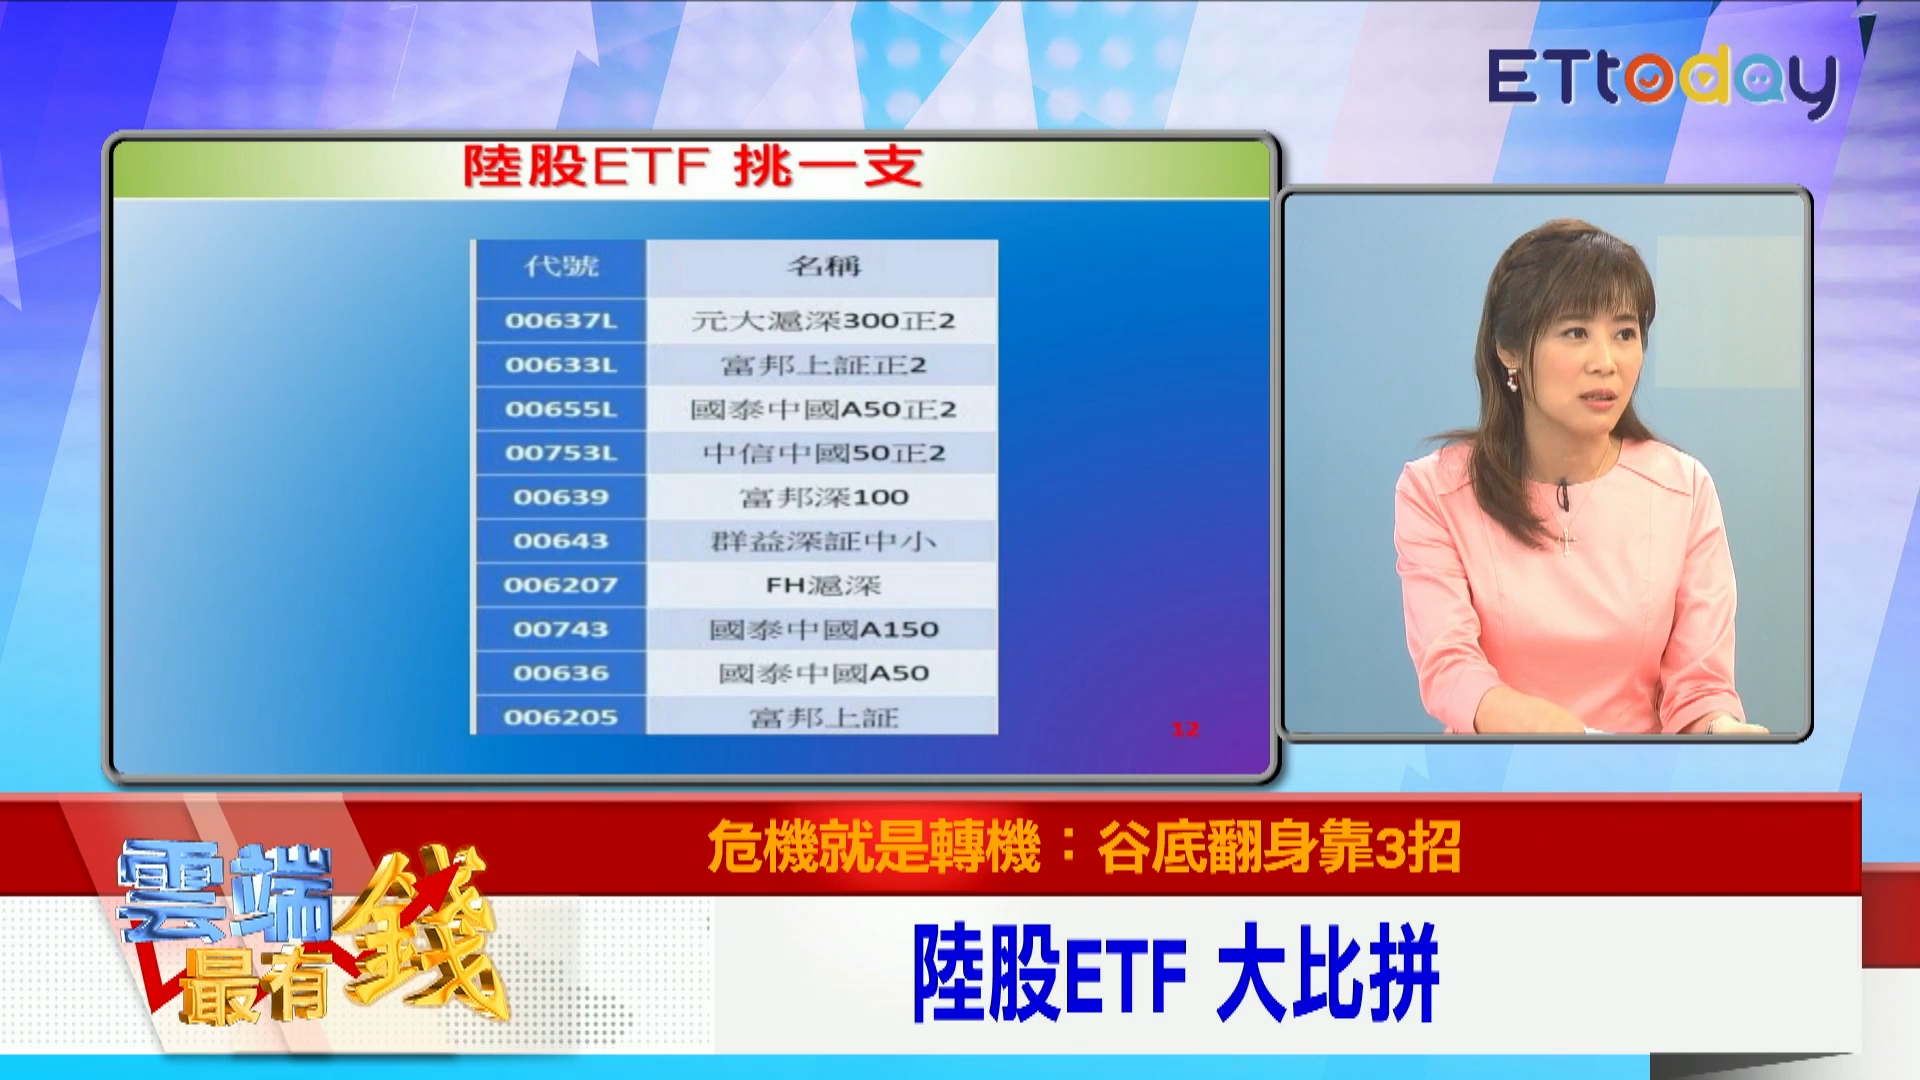 ETtoday
陸股ETF 挑一支
代號 名稱
00637L 元大滬深300正2
00633L 富邦上証正2
00655L 國泰中國A50正2
00753L 中信中國50正2
00639 富邦深100
00643 群益深証中小
006207 FH滬深
00743 國泰中國A150
00636 國泰中國A50
006205 富邦上証
12
危機就是轉機：谷底翻身靠3招
雲端最有錢
陸股ETF 大比拼